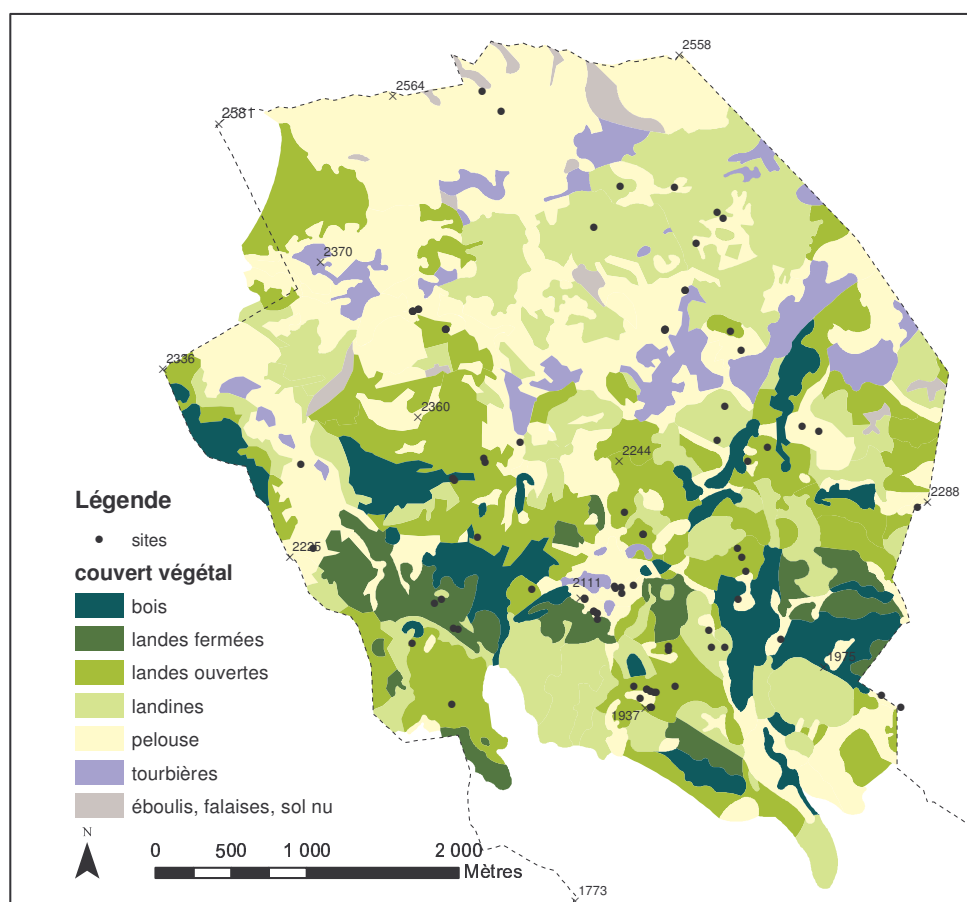 2558
2564
2581
2370
2336
2360
2244
2288
2225
2111
1937
1773
Légende
sites
couvert végétal
bois
landes fermées
landes ouvertes
landines
pelouse
tourbières
éboulis, falaises, sol nu
N
0 500 1 000 2 000
Mètres